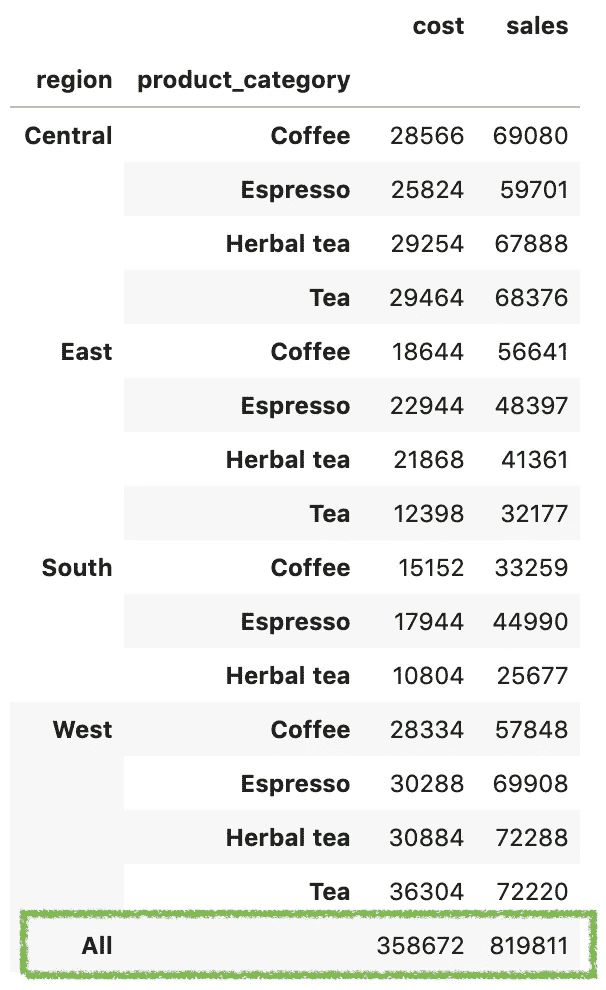 cost sales
region product_category
Central Coffee 28566 69080
Espresso 25824 59701
Herbal tea 29254 67888
Tea 29464 68376
East Coffee 18644 56641
Espresso 22944 48397
Herbal tea 21868 41361
Tea 12398 32177
South Coffee 15152 33259
Espresso 17944 44990
Herbal tea 10804 25677
West Coffee 28334 57848
Espresso 30288 69908
Herbal tea 30884 72288
Tea 36304 72220
All 358672 819811